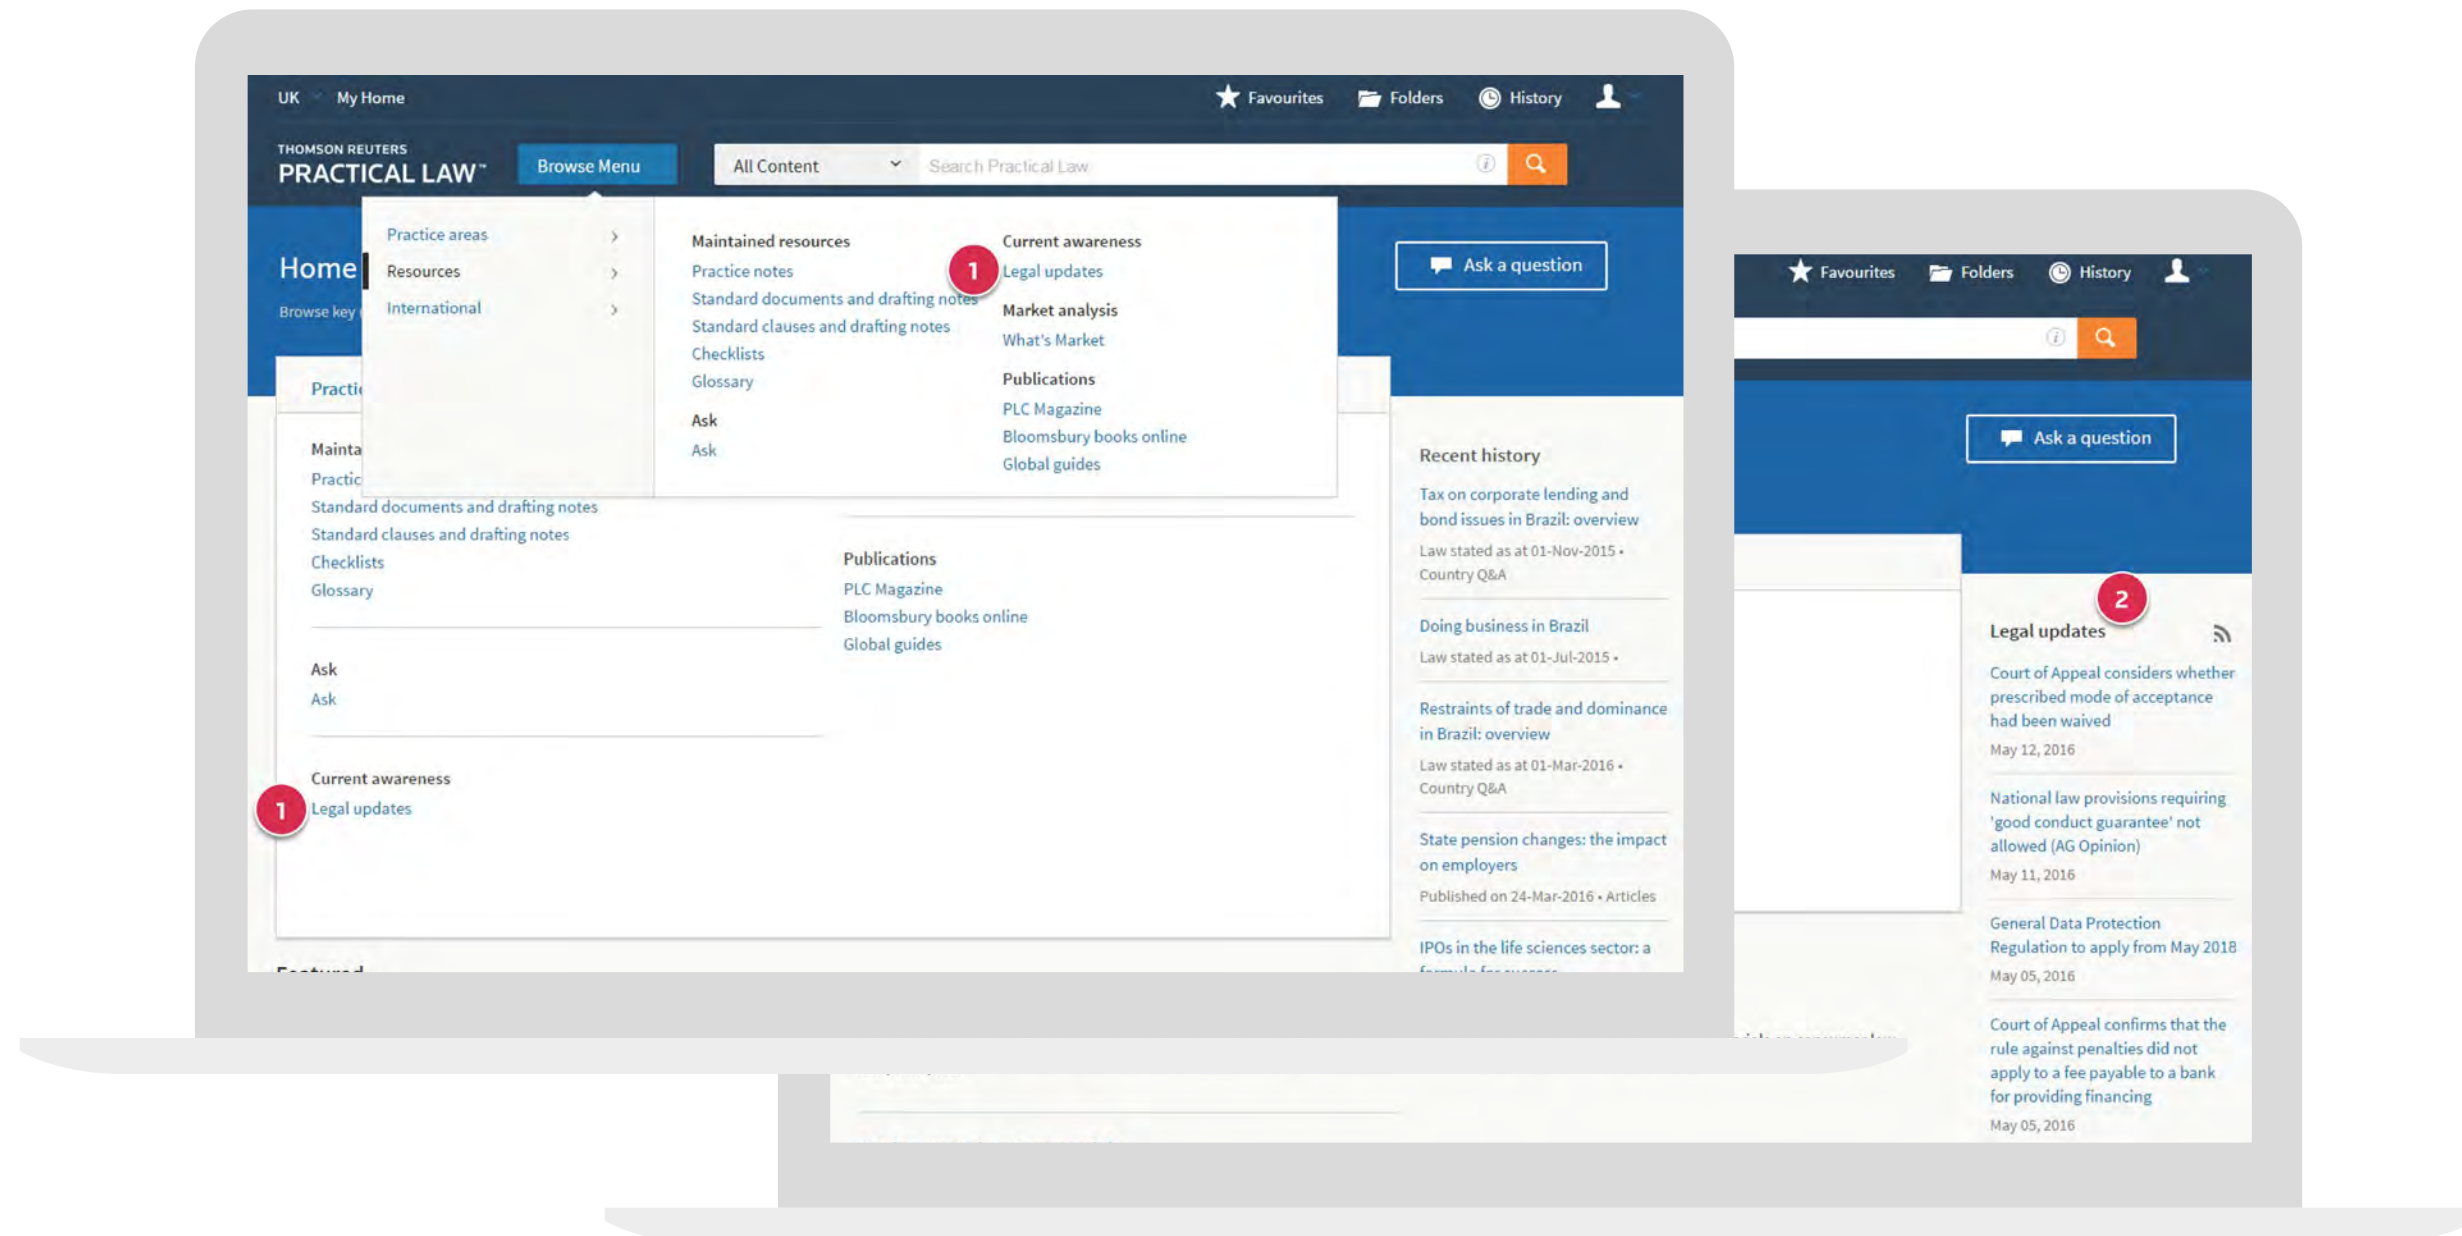 UK My Home
Favourites Folders History
THOMSON REUTERS
PRACTICAL LAW™
Browse Menu
All Content
Search Practical Law
Home
Browse key
Practice areas
Resources
International
Maintained resources
Practice notes
Standard documents and drafting notes
Standard clauses and drafting notes
Checklists
Glossary
Ask
Ask
1
Current awareness
Legal updates
Market analysis
What's Market
Publications
PLC Magazine
Bloomsbury books online
Global guides
Ask a question
Practi
Mainta
Practic
Standard documents and drafting notes
Standard clauses and drafting notes
Checklists
Glossary
Ask
Ask
Current awareness
1
Legal updates
Publications
PLC Magazine
Bloomsbury books online
Global guides
Recent history
Tax on corporate lending and
bond issues in Brazil: overview
Law stated as at 01-Nov-2015 •
Country Q&A
Doing business in Brazil
Law stated as at 01-Jul-2015 •
Restraints of trade and dominance
in Brazil: overview
Law stated as at 01-Mar-2016 •
Country Q&A
State pension changes: the impact
on employers
Published on 24-Mar-2016 • Articles
IPOs in the life sciences sector: a
Favourites Folders History
Ask a question
2
Legal updates
Court of Appeal considers whether
prescribed mode of acceptance
had been waived
May 12, 2016
National law provisions requiring
'good conduct guarantee' not
allowed (AG Opinion)
May 11, 2016
General Data Protection
Regulation to apply from May 2018
May 05, 2016
Court of Appeal confirms that the
rule against penalties did not
apply to a fee payable to a bank
for providing financing
May 05, 2016